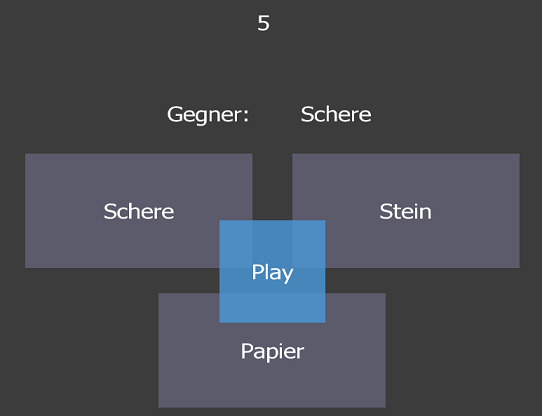 5
Gegner: Schere
Schere Stein
Play
Papier